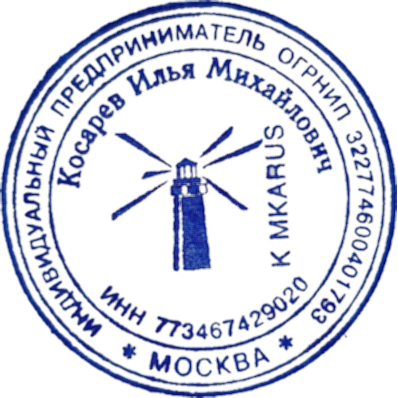 ИНДИВИДУАЛЬНЫЙ ПРЕДПРИНИМАТЕЛЬ ОГРНИП 322774600401793
* МОСКВА *
Косарев Илья Михайлович
ИНН 773467429020
K MKARUS